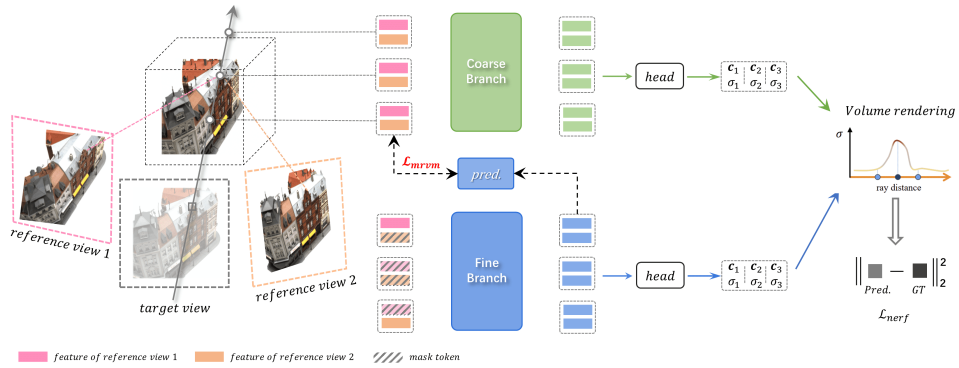 Coarse
Branch
head
c₁ c₂ c₃
σ₁ σ₂ σ₃
Volume rendering
σ
ray distance
ℒₘᵣᵥₘ
pred.
reference view 1
reference view 2
target view
Fine
Branch
head
c₁ c₂ c₃
σ₁ σ₂ σ₃
‖ − ‖²₂
Pred. GT
ℒₙₑᵣf
feature of reference view 1
feature of reference view 2
mask token